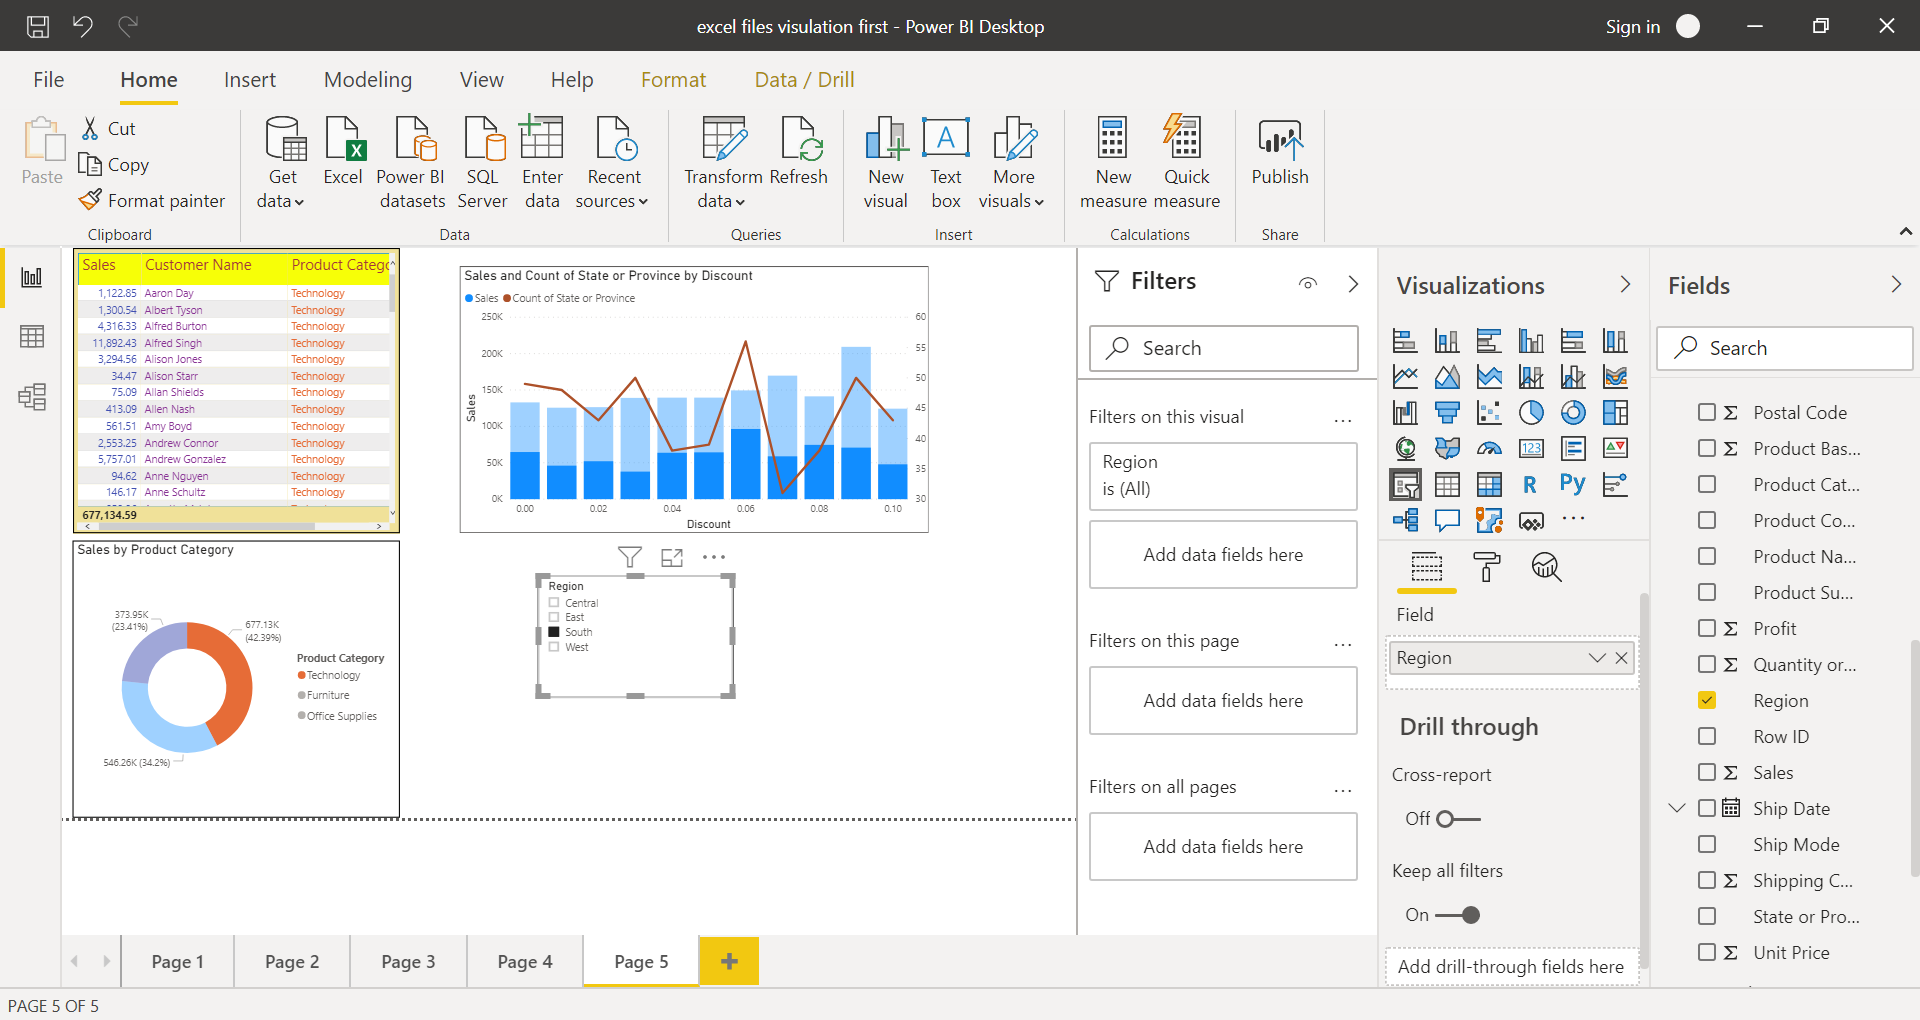 excel files visulation first - Power BI Desktop
Sign in
File
Home
Insert
Modeling
View
Help
Format
Data / Drill
Paste
Cut
Copy
Format painter
Clipboard
Get data
Excel
Power BI datasets
SQL Server
Enter data
Recent sources
Data
Transform data
Refresh
Queries
New visual
Text box
More visuals
Insert
New measure
Quick measure
Calculations
Publish
Share
Sales Customer Name Product Catego
1,122.85 Aaron Day Technology
1,300.54 Albert Tyson Technology
4,316.33 Alfred Burton Technology
11,892.43 Alfred Singh Technology
3,294.56 Alison Jones Technology
34.47 Alison Starr Technology
75.09 Allan Shields Technology
413.09 Allen Nash Technology
561.51 Amy Boyd Technology
2,553.25 Andrew Connor Technology
5,757.01 Andrew Gonzalez Technology
94.62 Anne Nguyen Technology
146.17 Anne Schultz Technology
677,134.59
Sales and Count of State or Province by Discount
Sales Count of State or Province
250K
200K
150K
100K
50K
0K
Sales
60
55
50
45
40
35
30
0.00 0.02 0.04 0.06 0.08 0.10
Discount
Sales by Product Category
373.95K
(23.41%)
677.13K
(42.39%)
546.26K (34.2%)
Product Category
Technology
Furniture
Office Supplies
Region
Central
East
South
West
Filters
Search
Filters on this visual ...
Region
is (All)
Add data fields here
Filters on this page ...
Add data fields here
Filters on all pages ...
Add data fields here
Visualizations
123
R
Py
...
Field
Region
Drill through
Cross-report
Off
Keep all filters
On
Add drill-through fields here
Fields
Search
Postal Code
Product Bas...
Product Cat...
Product Co...
Product Na...
Product Su...
Profit
Quantity or...
Region
Row ID
Sales
Ship Date
Ship Mode
Shipping C...
State or Pro...
Unit Price
Page 1
Page 2
Page 3
Page 4
Page 5
PAGE 5 OF 5